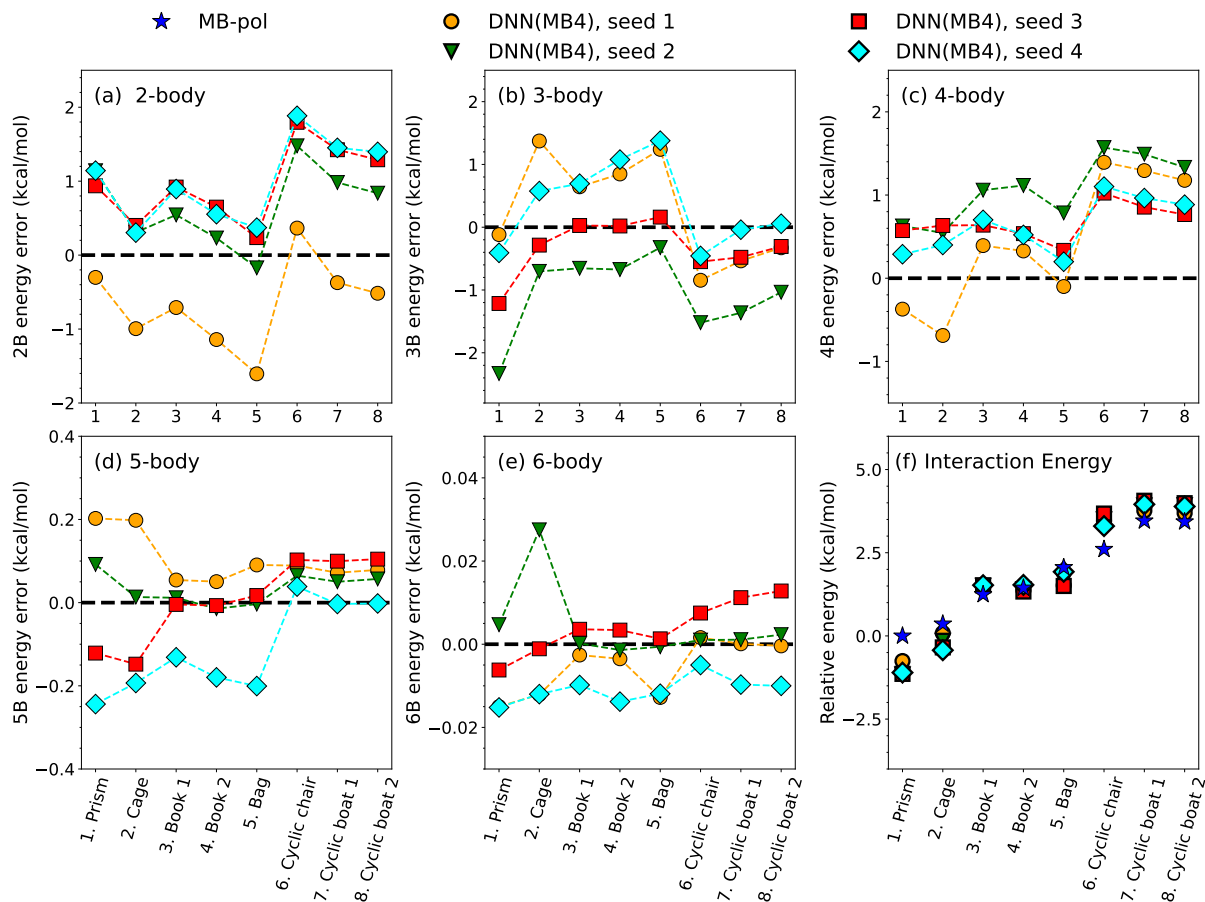 MB-pol
DNN(MB4), seed 1
DNN(MB4), seed 2
DNN(MB4), seed 3
DNN(MB4), seed 4
(a) 2-body
2B energy error (kcal/mol)
2
1
0
−1
−2
1 2 3 4 5 6 7 8
(b) 3-body
3B energy error (kcal/mol)
2
1
0
−1
−2
1 2 3 4 5 6 7 8
(c) 4-body
4B energy error (kcal/mol)
2
1
0
−1
1 2 3 4 5 6 7 8
(d) 5-body
5B energy error (kcal/mol)
0.4
0.2
0.0
−0.2
−0.4
1. Prism
2. Cage
3. Book 1
4. Book 2
5. Bag
6. Cyclic chair
7. Cyclic boat 1
8. Cyclic boat 2
(e) 6-body
6B energy error (kcal/mol)
0.04
0.02
0.00
−0.02
1. Prism
2. Cage
3. Book 1
4. Book 2
5. Bag
6. Cyclic chair
7. Cyclic boat 1
8. Cyclic boat 2
(f) Interaction Energy
Relative energy (kcal/mol)
5.0
2.5
0.0
−2.5
1. Prism
2. Cage
3. Book 1
4. Book 2
5. Bag
6. Cyclic chair
7. Cyclic boat 1
8. Cyclic boat 2